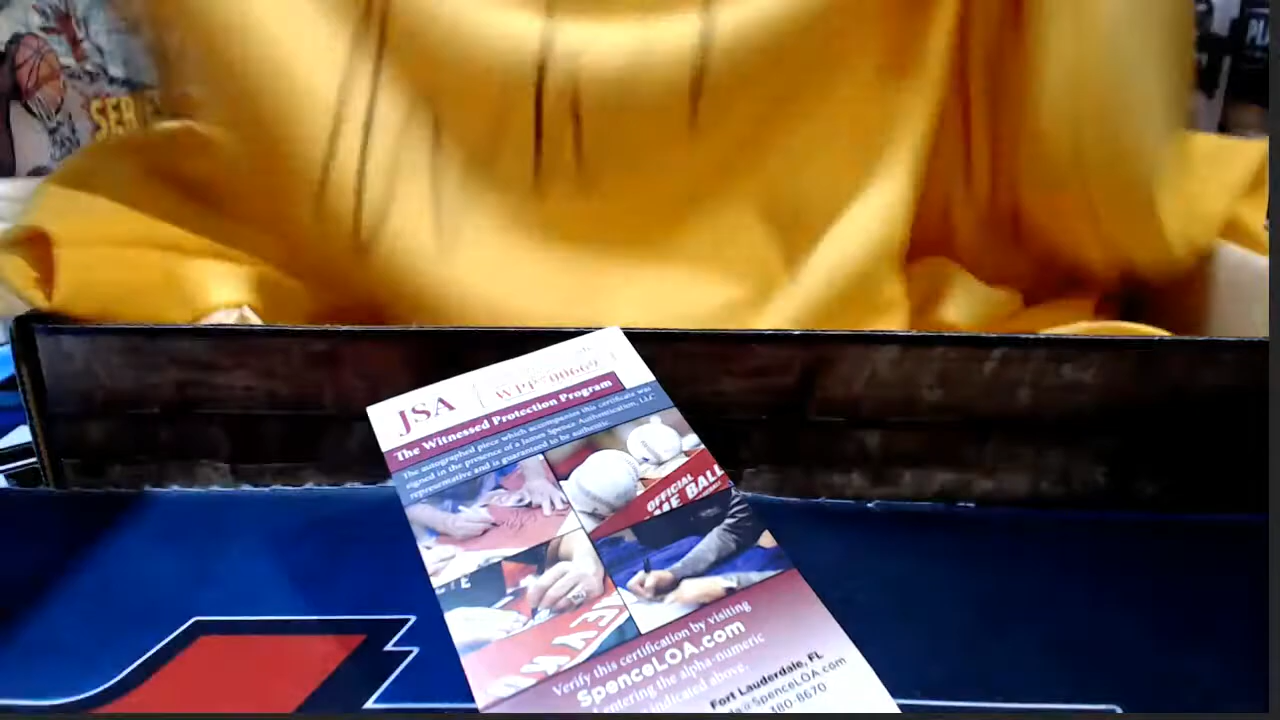 SER
PL
JSA
WPP-00669
The Witnessed Protection Program
The autographed piece which accompanies this certificate was
signed in the presence of a James Spence Authentication, LLC
representative and is guaranteed to be authentic
OFFICIAL
ME BALL
Verify this certification by visiting
SpenceLOA.com
entering the alpha-numeric
indicated above.
Fort Lauderdale, FL
@SpenceLOA.com
380-8670